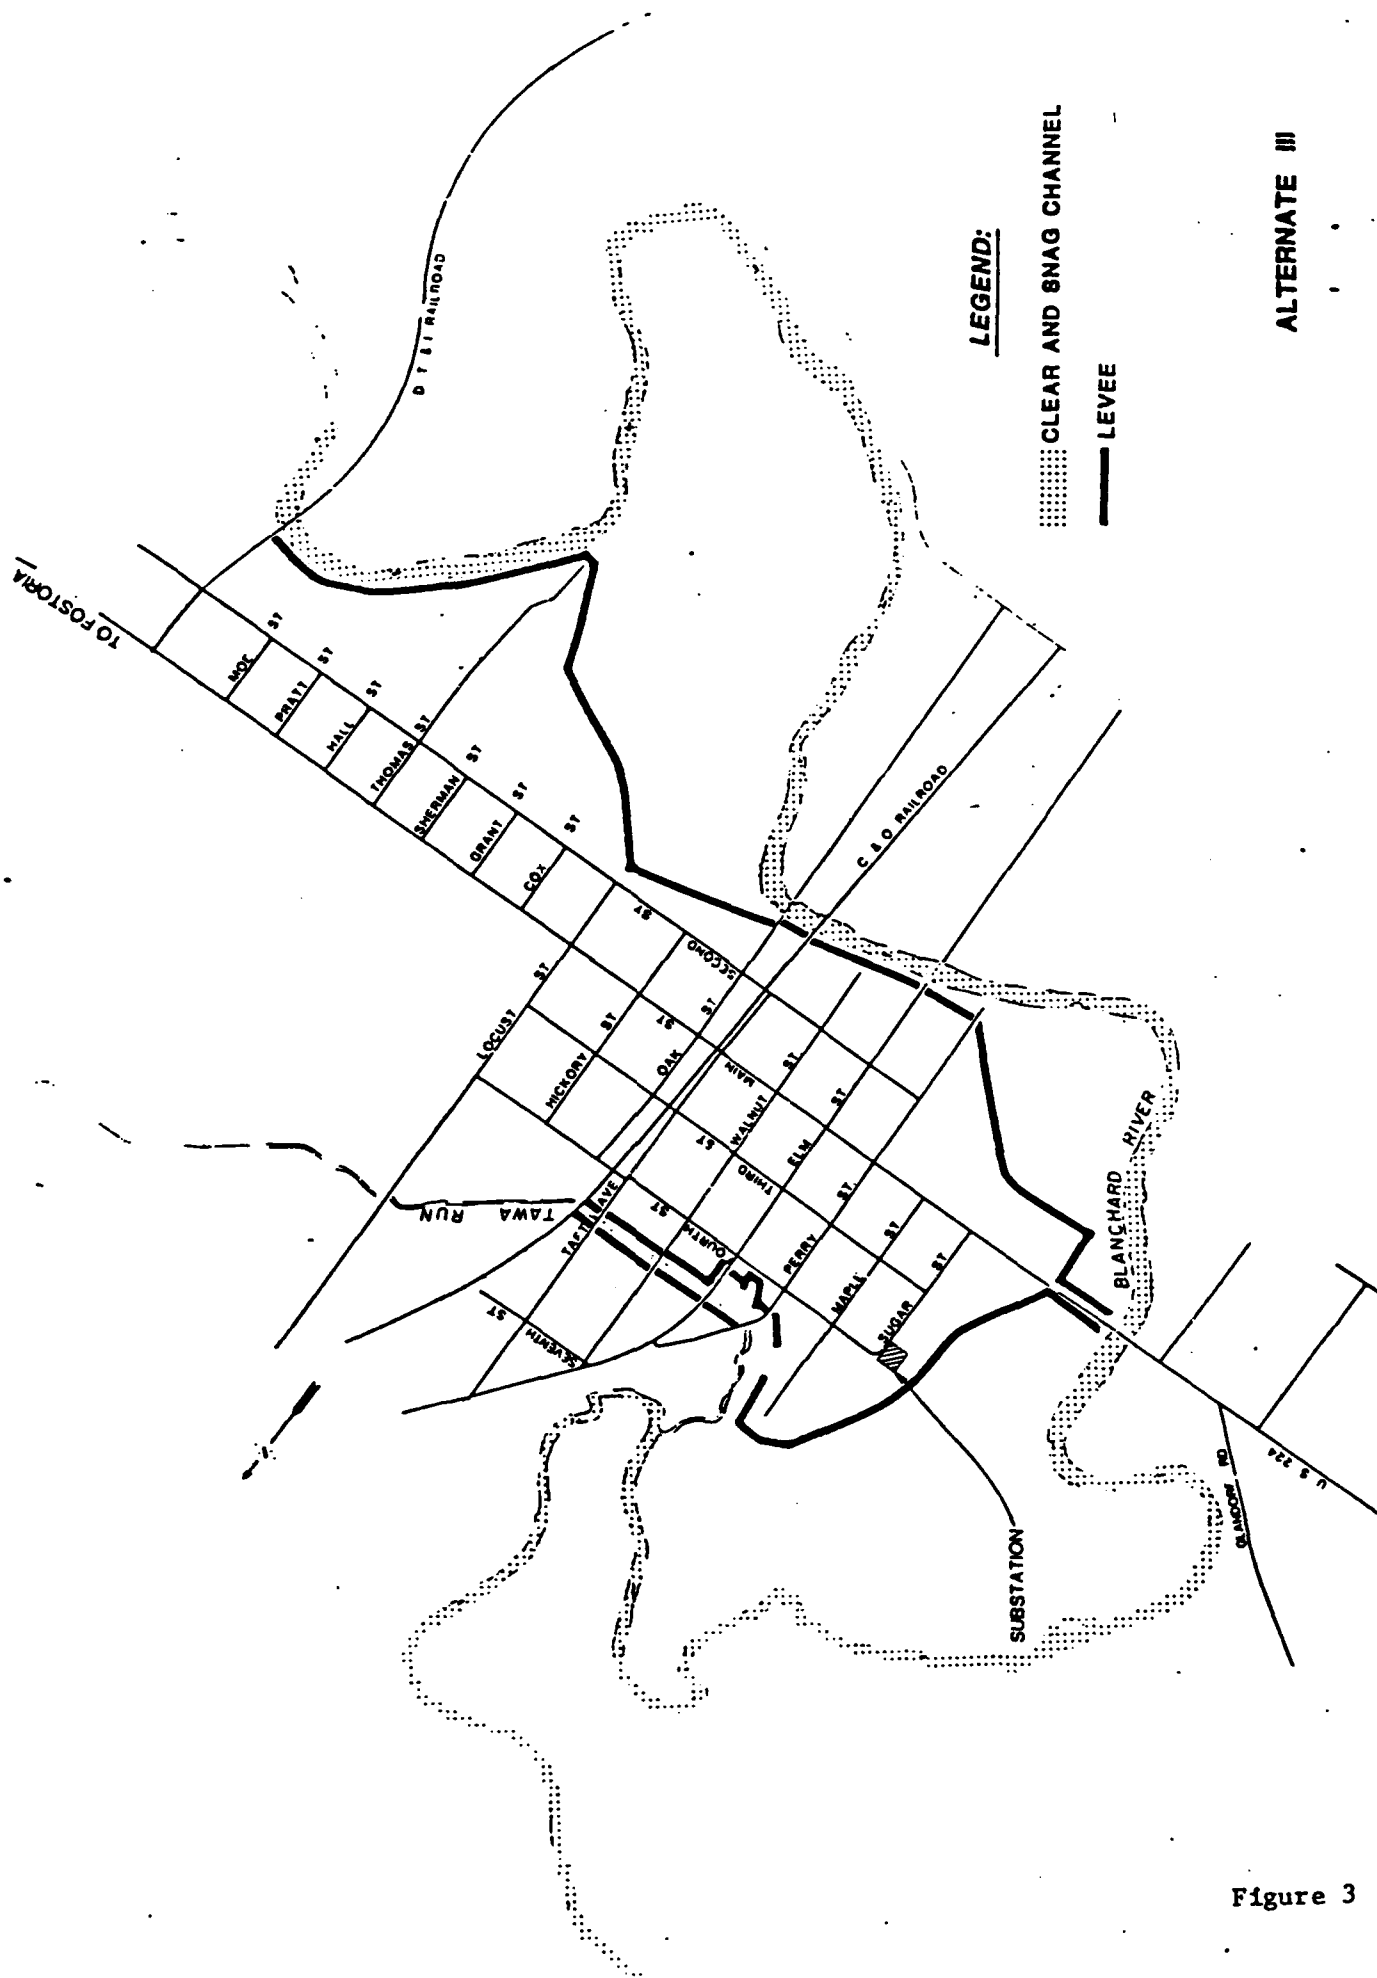 TO FOSTORIA
D T & I RAILROAD
MOE ST
PRATT ST
HALL ST
THOMAS ST
SHERMAN ST
GRANT ST
COX ST
LOCUST ST
HICKORY ST
OAK ST
WALNUT ST
ELM ST
PERRY ST
MAPLE ST
SUGAR ST
SECOND ST
MAIN ST
THIRD ST
OURTH ST
SEVENTH ST
TAFT AVE
TAWA RUN
C & O RAILROAD
BLANCHARD RIVER
SUBSTATION
GLANDORF RD
U S 224
LEGEND:
CLEAR AND SNAG CHANNEL
LEVEE
ALTERNATE III
Figure 3